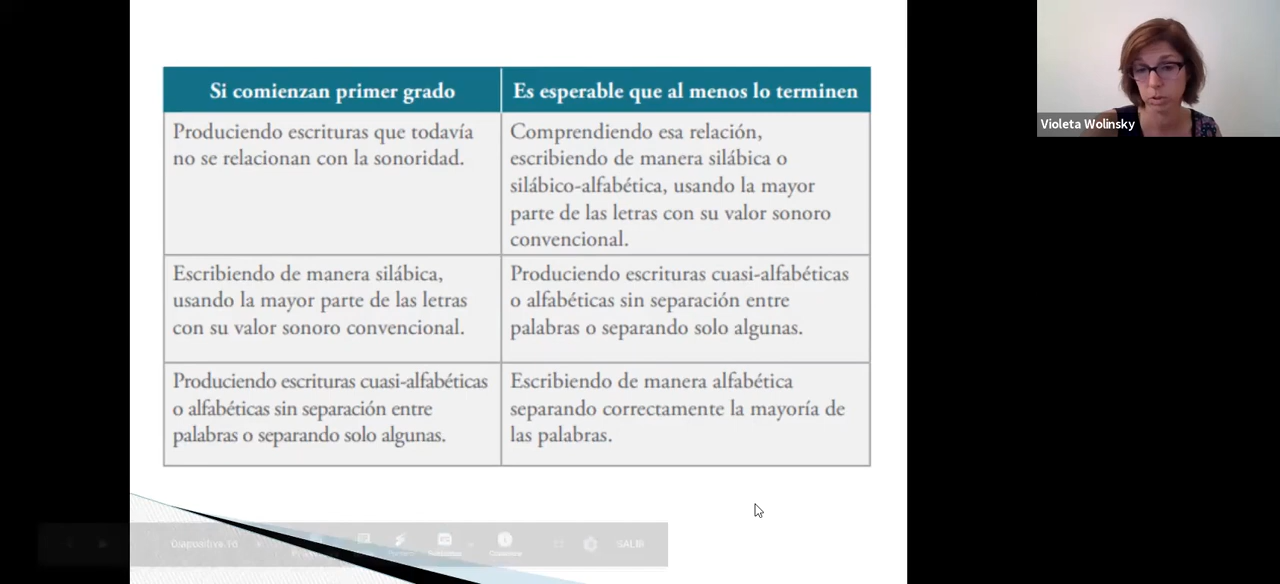 Si comienzan primer grado
Es esperable que al menos lo terminen
Produciendo escrituras que todavía
no se relacionan con la sonoridad.
Comprendiendo esa relación,
escribiendo de manera silábica o
silábico-alfabética, usando la mayor
parte de las letras con su valor sonoro
convencional.
Escribiendo de manera silábica,
usando la mayor parte de las letras
con su valor sonoro convencional.
Produciendo escrituras cuasi-alfabéticas
o alfabéticas sin separación entre
palabras o separando solo algunas.
Produciendo escrituras cuasi-alfabéticas
o alfabéticas sin separación entre
palabras o separando solo algunas.
Escribiendo de manera alfabética
separando correctamente la mayoría de
las palabras.
Violeta Wolinsky
Diapositiva 16
SALIR